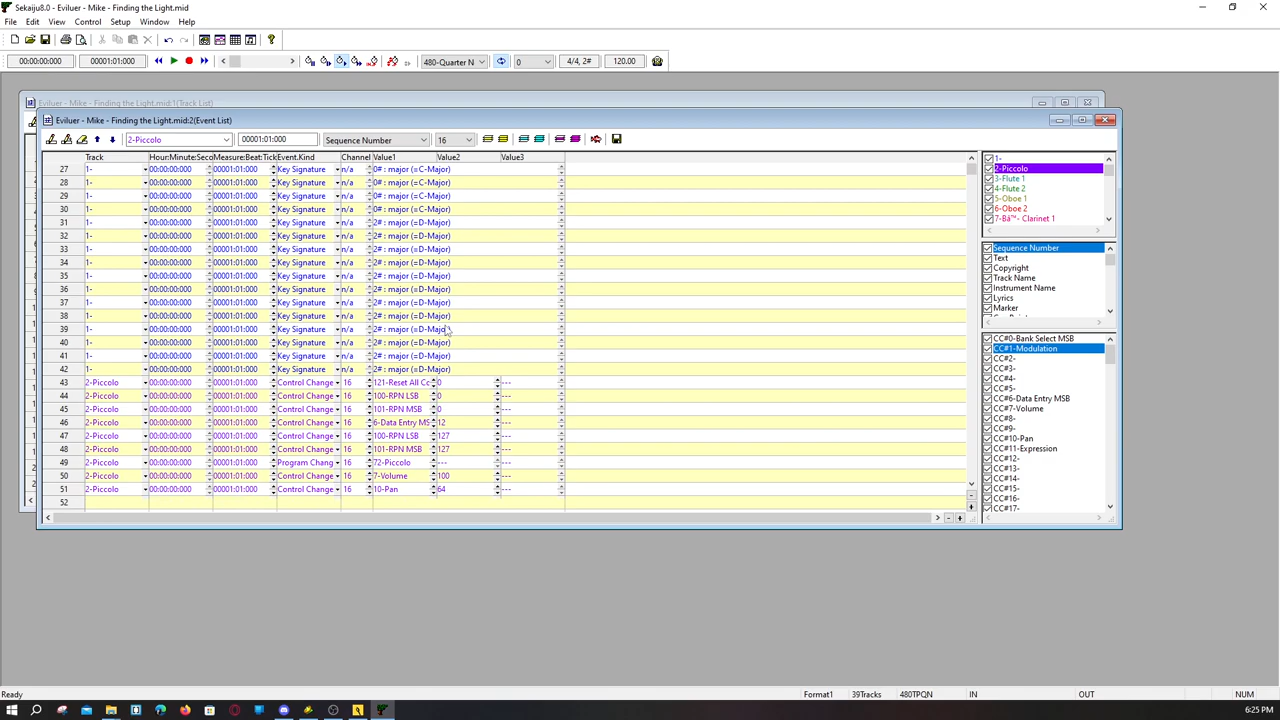 Sekaiju8.0 - Eviluer - Mike - Finding the Light.mid
File Edit View Control Setup Window Help
00:00:00:000 00001:01:000 480-Quarter N 0 4/4, 2# 120.00
Eviluer - Mike - Finding the Light.mid:1(Track List)
Eviluer - Mike - Finding the Light.mid:2(Event List)
2-Piccolo 00001:01:000 Sequence Number 16
Track Hour:Minute:Seco Measure:Beat:Tick Event.Kind Channel Value1 Value2 Value3
27 1- 00:00:00:000 00001:01:000 Key Signature n/a 0# : major (=C-Major)
28 1- 00:00:00:000 00001:01:000 Key Signature n/a 0# : major (=C-Major)
29 1- 00:00:00:000 00001:01:000 Key Signature n/a 0# : major (=C-Major)
30 1- 00:00:00:000 00001:01:000 Key Signature n/a 0# : major (=C-Major)
31 1- 00:00:00:000 00001:01:000 Key Signature n/a 2# : major (=D-Major)
32 1- 00:00:00:000 00001:01:000 Key Signature n/a 2# : major (=D-Major)
33 1- 00:00:00:000 00001:01:000 Key Signature n/a 2# : major (=D-Major)
34 1- 00:00:00:000 00001:01:000 Key Signature n/a 2# : major (=D-Major)
35 1- 00:00:00:000 00001:01:000 Key Signature n/a 2# : major (=D-Major)
36 1- 00:00:00:000 00001:01:000 Key Signature n/a 2# : major (=D-Major)
37 1- 00:00:00:000 00001:01:000 Key Signature n/a 2# : major (=D-Major)
38 1- 00:00:00:000 00001:01:000 Key Signature n/a 2# : major (=D-Major)
39 1- 00:00:00:000 00001:01:000 Key Signature n/a 2# : major (=D-Major)
40 1- 00:00:00:000 00001:01:000 Key Signature n/a 2# : major (=D-Major)
41 1- 00:00:00:000 00001:01:000 Key Signature n/a 2# : major (=D-Major)
42 1- 00:00:00:000 00001:01:000 Key Signature n/a 2# : major (=D-Major)
43 2-Piccolo 00:00:00:000 00001:01:000 Control Change 16 121-Reset All Cc 0 ---
44 2-Piccolo 00:00:00:000 00001:01:000 Control Change 16 100-RPN LSB 0 ---
45 2-Piccolo 00:00:00:000 00001:01:000 Control Change 16 101-RPN MSB 0 ---
46 2-Piccolo 00:00:00:000 00001:01:000 Control Change 16 6-Data Entry MS 12 ---
47 2-Piccolo 00:00:00:000 00001:01:000 Control Change 16 100-RPN LSB 127 ---
48 2-Piccolo 00:00:00:000 00001:01:000 Control Change 16 101-RPN MSB 127 ---
49 2-Piccolo 00:00:00:000 00001:01:000 Program Chang 16 72-Piccolo --- ---
50 2-Piccolo 00:00:00:000 00001:01:000 Control Change 16 7-Volume 100 ---
51 2-Piccolo 00:00:00:000 00001:01:000 Control Change 16 10-Pan 64 ---
52
1-
2-Piccolo
3-Flute 1
4-Flute 2
5-Oboe 1
6-Oboe 2
7-Bâ™- Clarinet 1
Sequence Number
Text
Copyright
Track Name
Instrument Name
Lyrics
Marker
CC#0-Bank Select MSB
CC#1-Modulation
CC#2-
CC#3-
CC#4-
CC#5-
CC#6-Data Entry MSB
CC#7-Volume
CC#8-
CC#9-
CC#10-Pan
CC#11-Expression
CC#12-
CC#13-
CC#14-
CC#15-
CC#16-
CC#17-
Ready Format1 39Tracks 480TPQN IN OUT NUM
6:25 PM